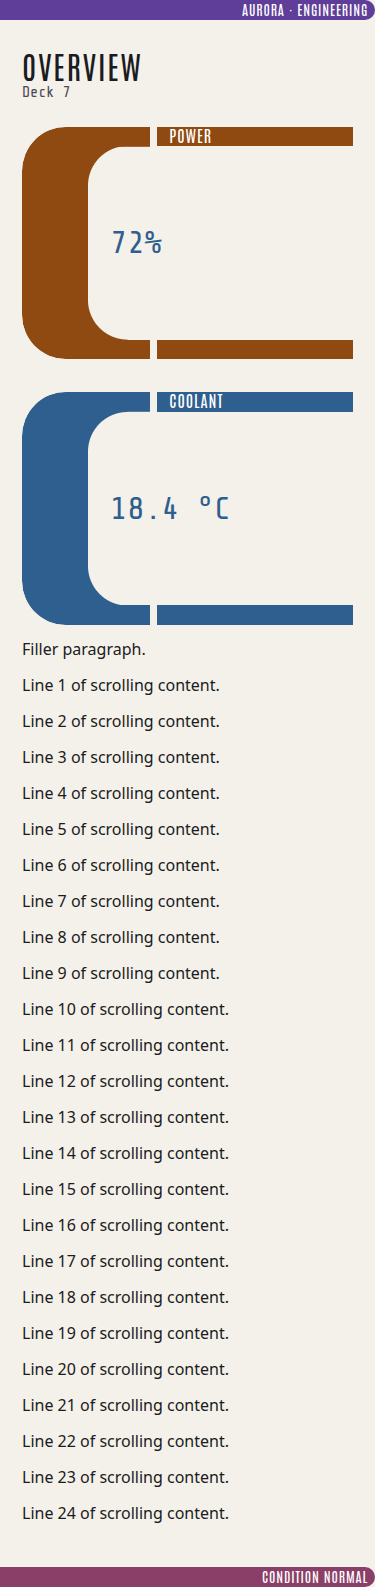 AURORA · ENGINEERING
OVERVIEW
Deck 7
POWER
72%
COOLANT
18.4 °C
Filler paragraph.
Line 1 of scrolling content.
Line 2 of scrolling content.
Line 3 of scrolling content.
Line 4 of scrolling content.
Line 5 of scrolling content.
Line 6 of scrolling content.
Line 7 of scrolling content.
Line 8 of scrolling content.
Line 9 of scrolling content.
Line 10 of scrolling content.
Line 11 of scrolling content.
Line 12 of scrolling content.
Line 13 of scrolling content.
Line 14 of scrolling content.
Line 15 of scrolling content.
Line 16 of scrolling content.
Line 17 of scrolling content.
Line 18 of scrolling content.
Line 19 of scrolling content.
Line 20 of scrolling content.
Line 21 of scrolling content.
Line 22 of scrolling content.
Line 23 of scrolling content.
Line 24 of scrolling content.
CONDITION NORMAL